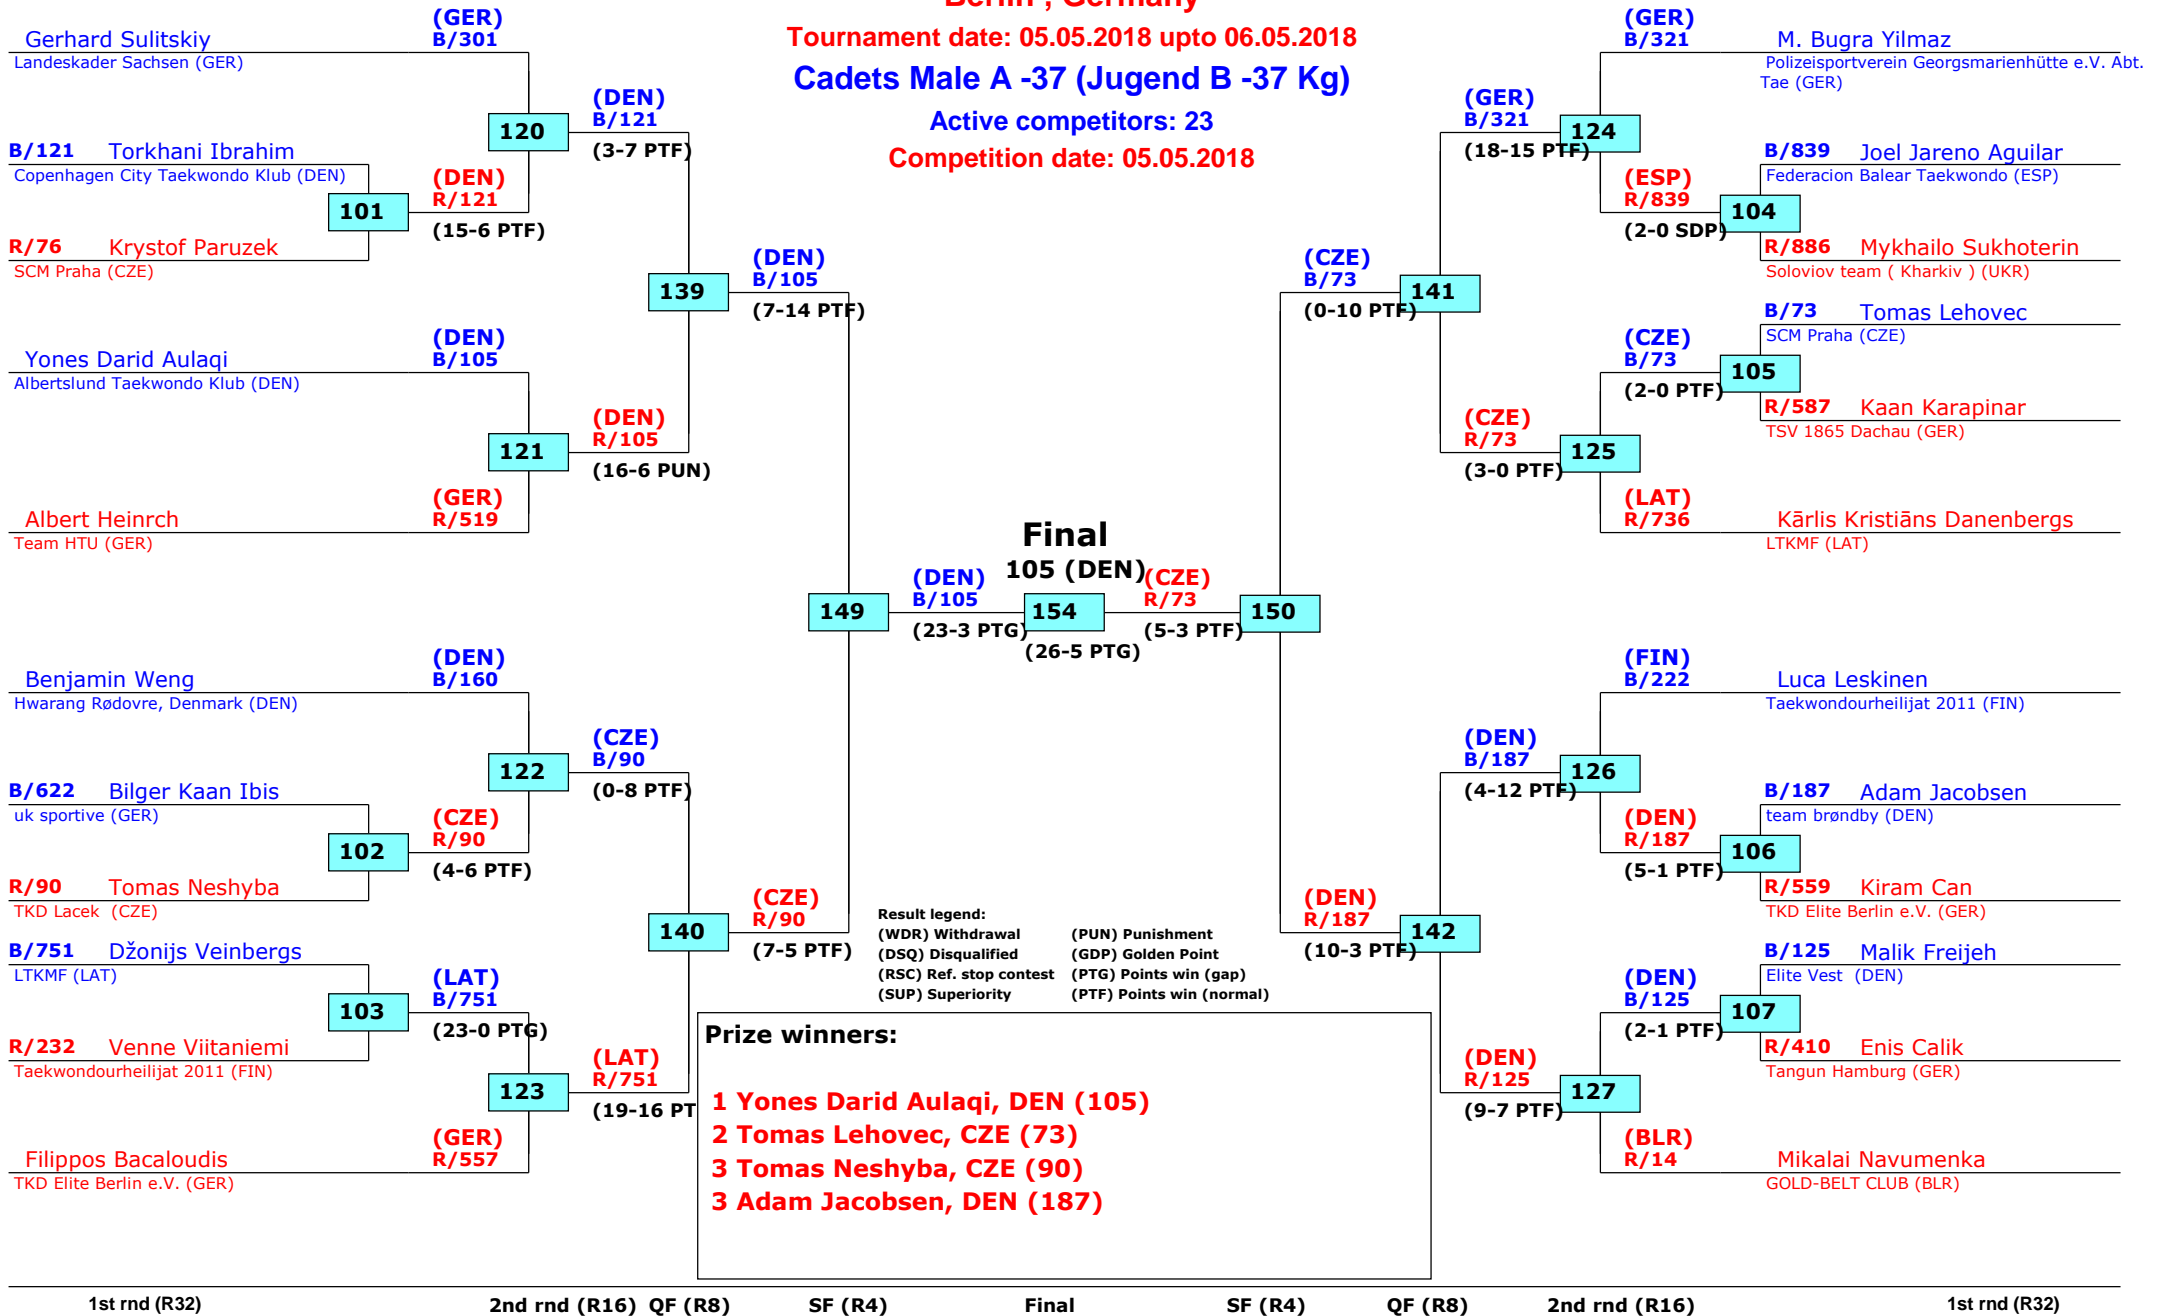 Berlin , Germany
Tournament date: 05.05.2018 upto 06.05.2018
Cadets Male A -37 (Jugend B -37 Kg)
Active competitors: 23
Competition date: 05.05.2018
(GER)
Gerhard Sulitskiy B/301
Landeskader Sachsen (GER)
120
(DEN)
B/121
(3-7 PTF)
B/121 Torkhani Ibrahim
Copenhagen City Taekwondo Klub (DEN)
101
(DEN)
R/121
(15-6 PTF)
R/76 Krystof Paruzek
SCM Praha (CZE)
139
(DEN)
B/105
(7-14 PTF)
(DEN)
Yones Darid Aulaqi B/105
Albertslund Taekwondo Klub (DEN)
121
(DEN)
R/105
(16-6 PUN)
(GER)
Albert Heinrch R/519
Team HTU (GER)
149
(DEN)
B/105
(23-3 PTG)
(DEN)
Benjamin Weng B/160
Hwarang Rødovre, Denmark (DEN)
122
(CZE)
B/90
(0-8 PTF)
B/622 Bilger Kaan Ibis
uk sportive (GER)
102
(CZE)
R/90
(4-6 PTF)
R/90 Tomas Neshyba
TKD Lacek (CZE)
140
(CZE)
R/90
(7-5 PTF)
B/751 Džonijs Veinbergs
LTKMF (LAT)
103
(LAT)
B/751
(23-0 PTG)
R/232 Venne Viitaniemi
Taekwondourheilijat 2011 (FIN)
123
(LAT)
R/751
(19-16 PT
(GER)
Filippos Bacaloudis R/557
TKD Elite Berlin e.V. (GER)
Final
105 (DEN)
154
(26-5 PTG)
(CZE)
R/73
(5-3 PTF)
150
(GER)
B/321 M. Bugra Yilmaz
Polizeisportverein Georgsmarienhütte e.V. Abt.
Tae (GER)
(GER)
B/321
(18-15 PTF)
124
B/839 Joel Jareno Aguilar
Federacion Balear Taekwondo (ESP)
(ESP)
R/839
(2-0 SDP)
104
R/886 Mykhailo Sukhoterin
Soloviov team ( Kharkiv ) (UKR)
(CZE)
B/73
(0-10 PTF)
141
B/73 Tomas Lehovec
SCM Praha (CZE)
(CZE)
B/73
(2-0 PTF)
105
R/587 Kaan Karapinar
TSV 1865 Dachau (GER)
(CZE)
R/73
(3-0 PTF)
125
(LAT)
R/736 Kārlis Kristiāns Danenbergs
LTKMF (LAT)
(FIN)
B/222 Luca Leskinen
Taekwondourheilijat 2011 (FIN)
(DEN)
B/187
(4-12 PTF)
126
B/187 Adam Jacobsen
team brøndby (DEN)
(DEN)
R/187
(5-1 PTF)
106
R/559 Kiram Can
TKD Elite Berlin e.V. (GER)
(DEN)
R/187
(10-3 PTF)
142
B/125 Malik Freijeh
Elite Vest (DEN)
(DEN)
B/125
(2-1 PTF)
107
R/410 Enis Calik
Tangun Hamburg (GER)
(DEN)
R/125
(9-7 PTF)
127
(BLR)
R/14 Mikalai Navumenka
GOLD-BELT CLUB (BLR)
Result legend:
(WDR) Withdrawal (PUN) Punishment
(DSQ) Disqualified (GDP) Golden Point
(RSC) Ref. stop contest (PTG) Points win (gap)
(SUP) Superiority (PTF) Points win (normal)
Prize winners:
1 Yones Darid Aulaqi, DEN (105)
2 Tomas Lehovec, CZE (73)
3 Tomas Neshyba, CZE (90)
3 Adam Jacobsen, DEN (187)
1st rnd (R32) 2nd rnd (R16) QF (R8) SF (R4) Final SF (R4) QF (R8) 2nd rnd (R16) 1st rnd (R32)